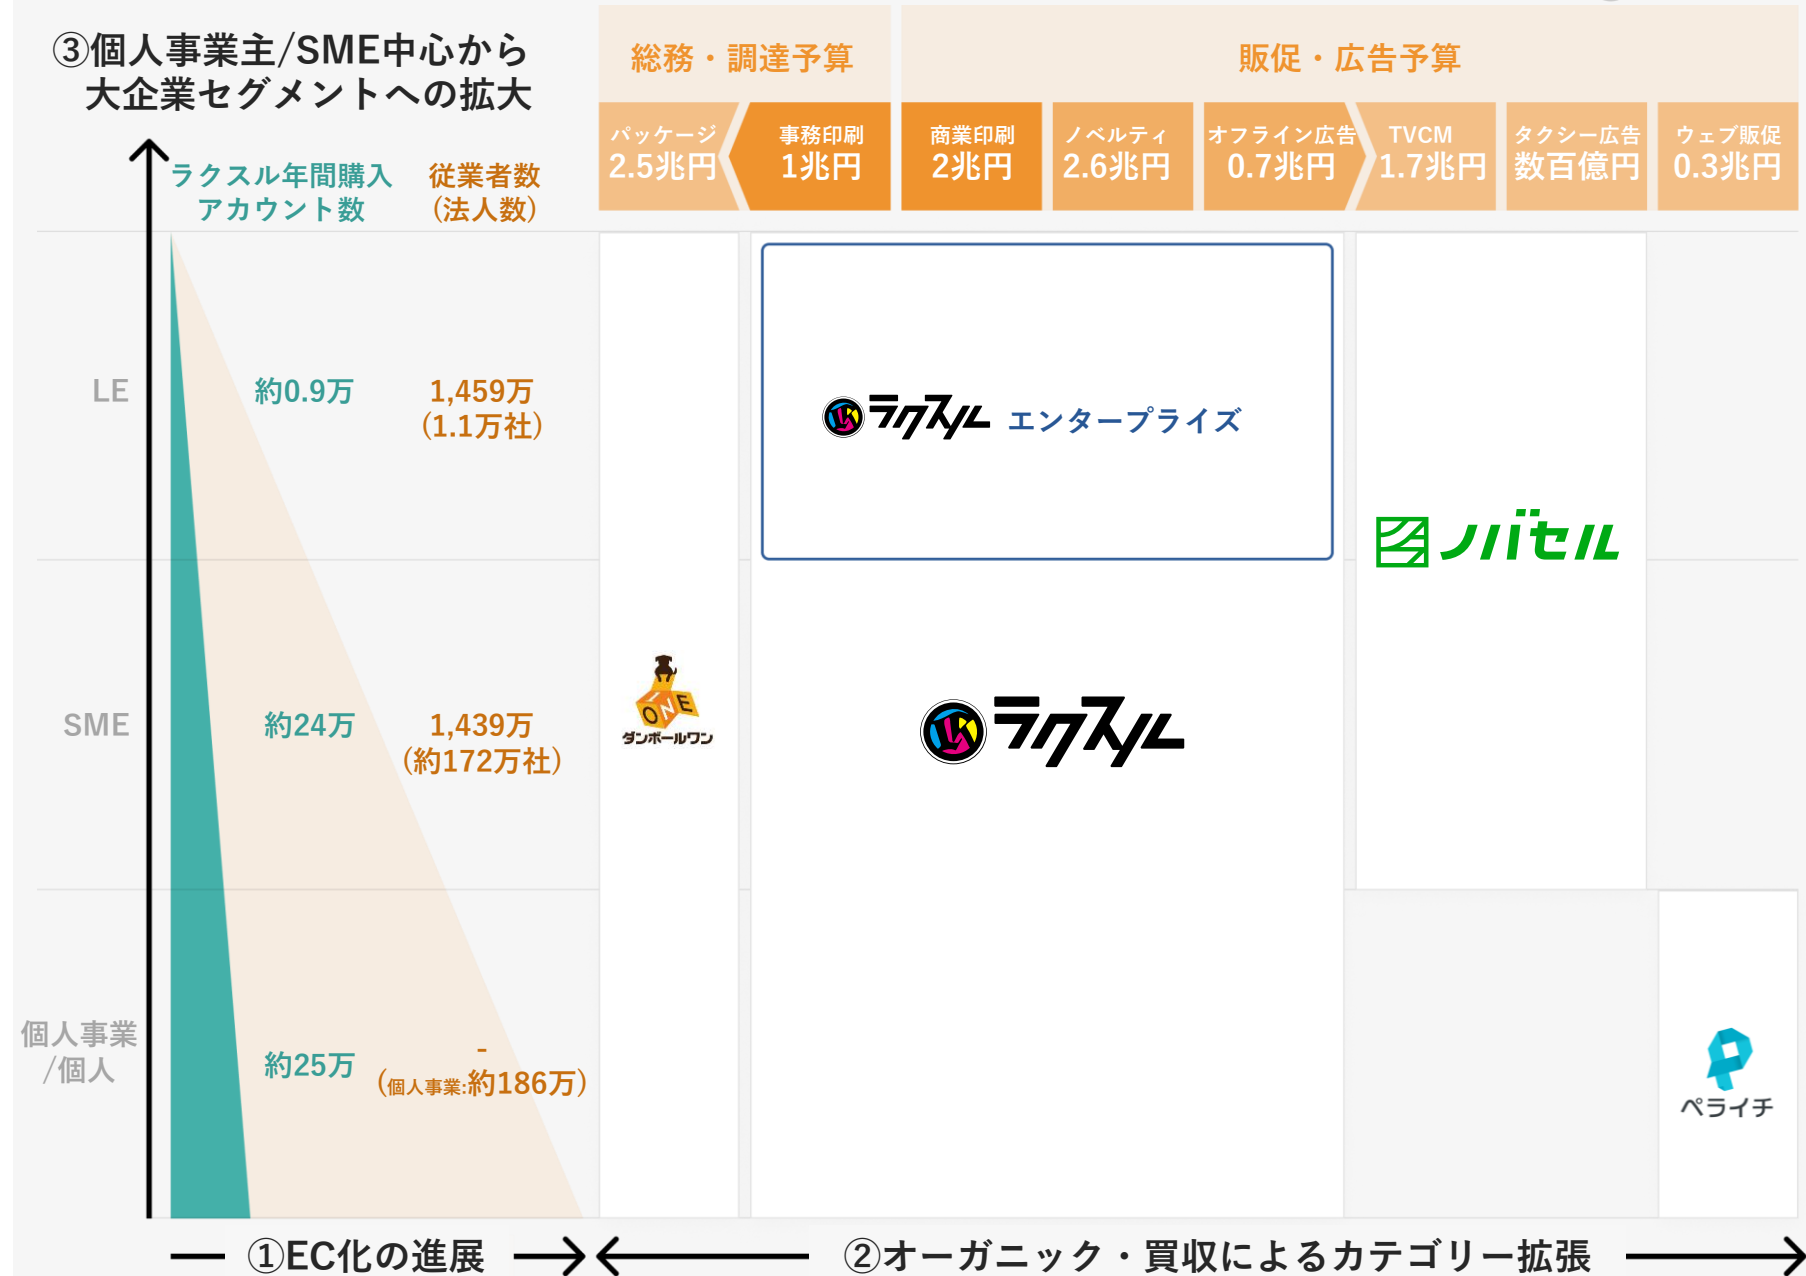 ③個人事業主/SME中心から
大企業セグメントへの拡大
総務・調達予算
販促・広告予算
パッケージ
2.5兆円
事務印刷
1兆円
商業印刷
2兆円
ノベルティ
2.6兆円
オフライン広告
0.7兆円
TVCM
1.7兆円
タクシー広告
数百億円
ウェブ販促
0.3兆円
ラクスル年間購入
アカウント数
従業者数
(法人数)
LE
約0.9万
1,459万
(1.1万社)
ラクスル エンタープライズ
ノバセル
SME
約24万
1,439万
(約172万社)
ONE
ダンボールワン
ラクスル
個人事業
/個人
約25万
-
(個人事業:約186万)
ペライチ
①EC化の進展
②オーガニック・買収によるカテゴリー拡張